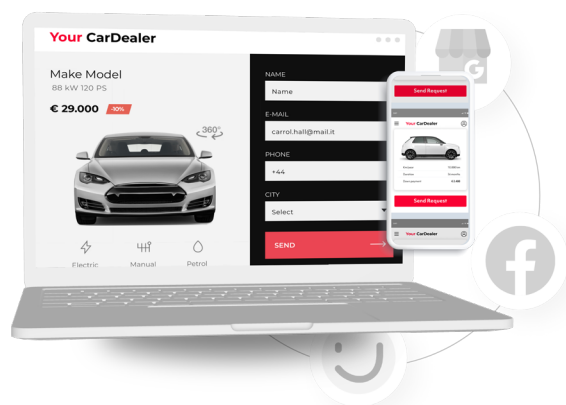 Your CarDealer
Make Model
88 kW 120 PS
€ 29.000 -10%
360°
Electric
Manual
Petrol
NAME
Name
E-MAIL
carrol.hall@mail.it
PHONE
+44
CITY
Select
SEND
Send Request
Your CarDealer
Send Request
Your CarDealer
G
f